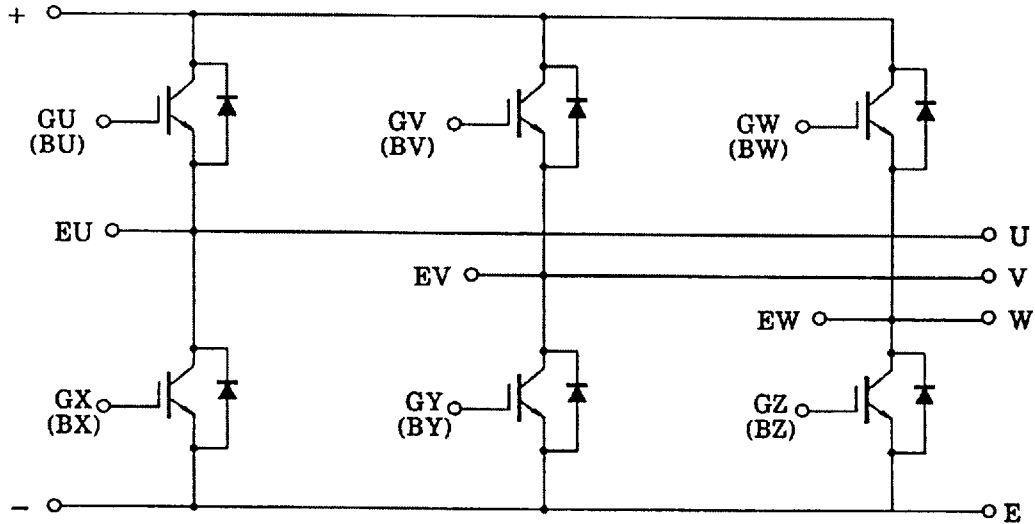 +
GU
(BU)
GV
(BV)
GW
(BW)
EU
U
EV
V
EW
W
GX
(BX)
GY
(BY)
GZ
(BZ)
−
E